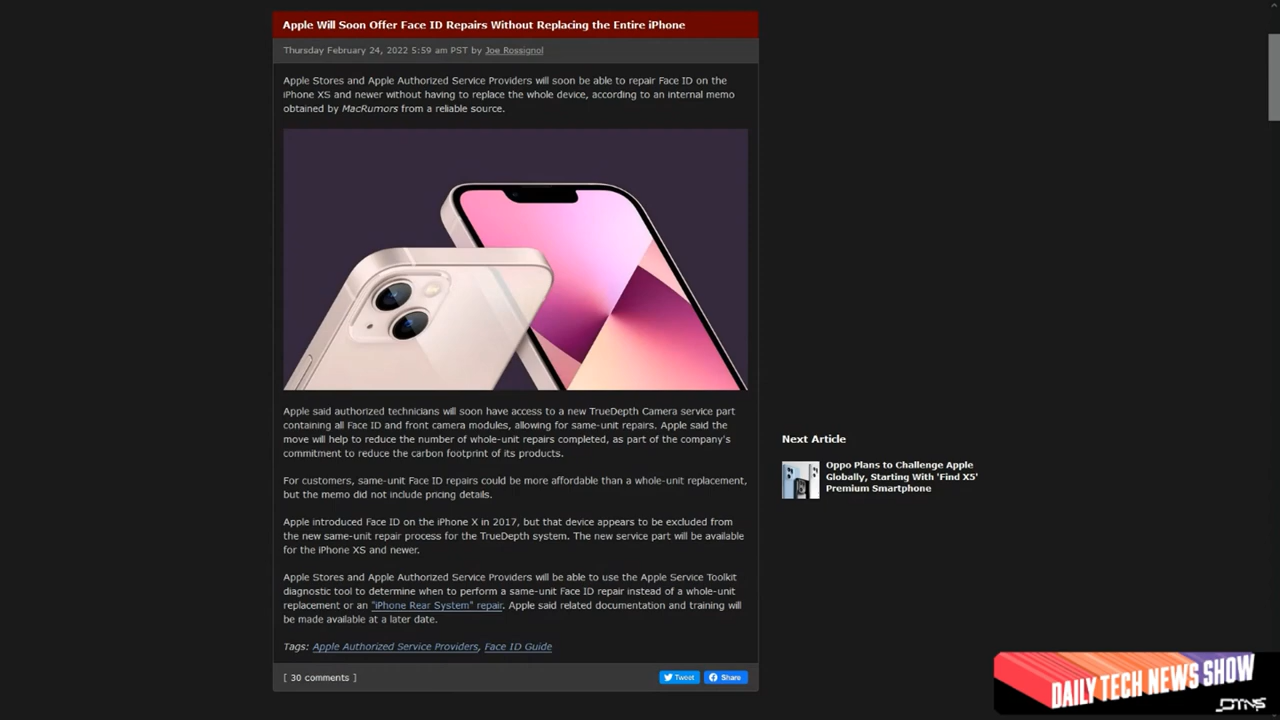 Apple Will Soon Offer Face ID Repairs Without Replacing the Entire iPhone
Thursday February 24, 2022 5:59 am PST by Joe Rossignol
Apple Stores and Apple Authorized Service Providers will soon be able to repair Face ID on the
iPhone XS and newer without having to replace the whole device, according to an internal memo
obtained by MacRumors from a reliable source.
Apple said authorized technicians will soon have access to a new TrueDepth Camera service part
containing all Face ID and front camera modules, allowing for same-unit repairs. Apple said the
move will help to reduce the number of whole-unit repairs completed, as part of the company's
commitment to reduce the carbon footprint of its products.
For customers, same-unit Face ID repairs could be more affordable than a whole-unit replacement,
but the memo did not include pricing details.
Apple introduced Face ID on the iPhone X in 2017, but that device appears to be excluded from
the new same-unit repair process for the TrueDepth system. The new service part will be available
for the iPhone XS and newer.
Apple Stores and Apple Authorized Service Providers will be able to use the Apple Service Toolkit
diagnostic tool to determine when to perform a same-unit Face ID repair instead of a whole-unit
replacement or an "iPhone Rear System" repair. Apple said related documentation and training will
be made available at a later date.
Tags: Apple Authorized Service Providers, Face ID Guide
[ 30 comments ]
Tweet
Share
Next Article
Oppo Plans to Challenge Apple
Globally, Starting With 'Find X5'
Premium Smartphone
DAILY TECH NEWS SHOW
DTNS